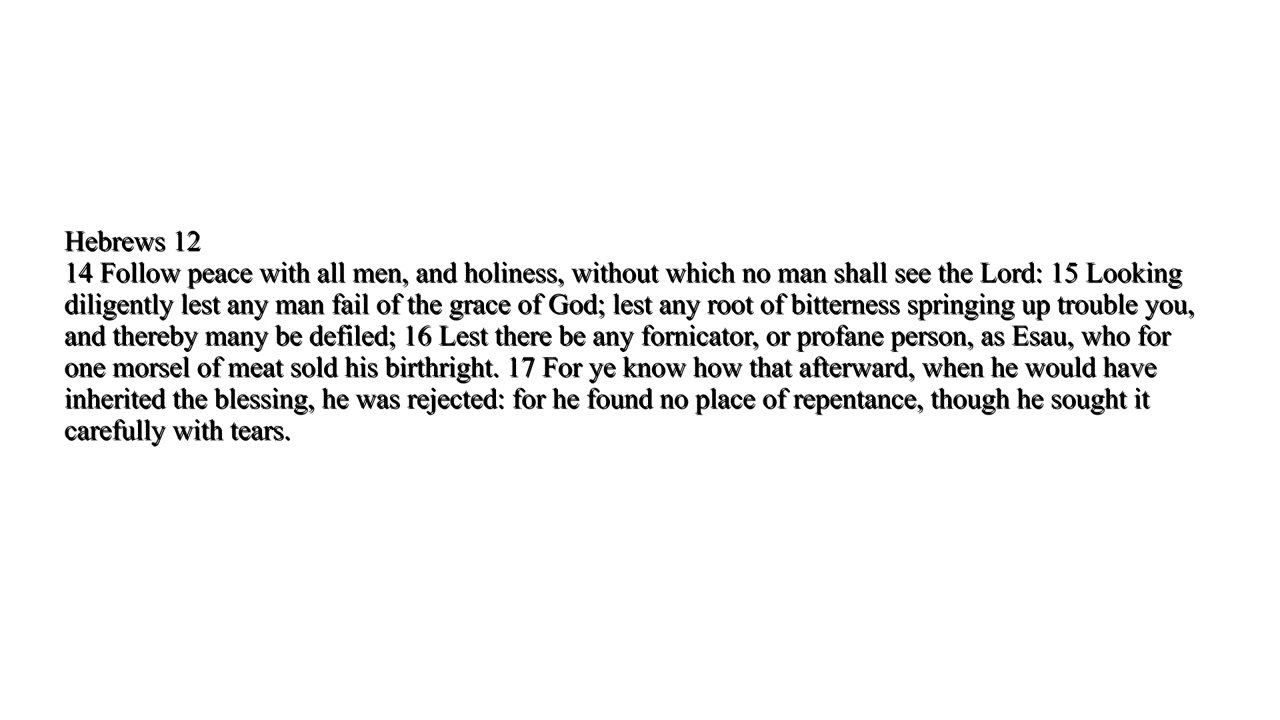 Hebrews 12
14 Follow peace with all men, and holiness, without which no man shall see the Lord: 15 Looking
diligently lest any man fail of the grace of God; lest any root of bitterness springing up trouble you,
and thereby many be defiled; 16 Lest there be any fornicator, or profane person, as Esau, who for
one morsel of meat sold his birthright. 17 For ye know how that afterward, when he would have
inherited the blessing, he was rejected: for he found no place of repentance, though he sought it
carefully with tears.